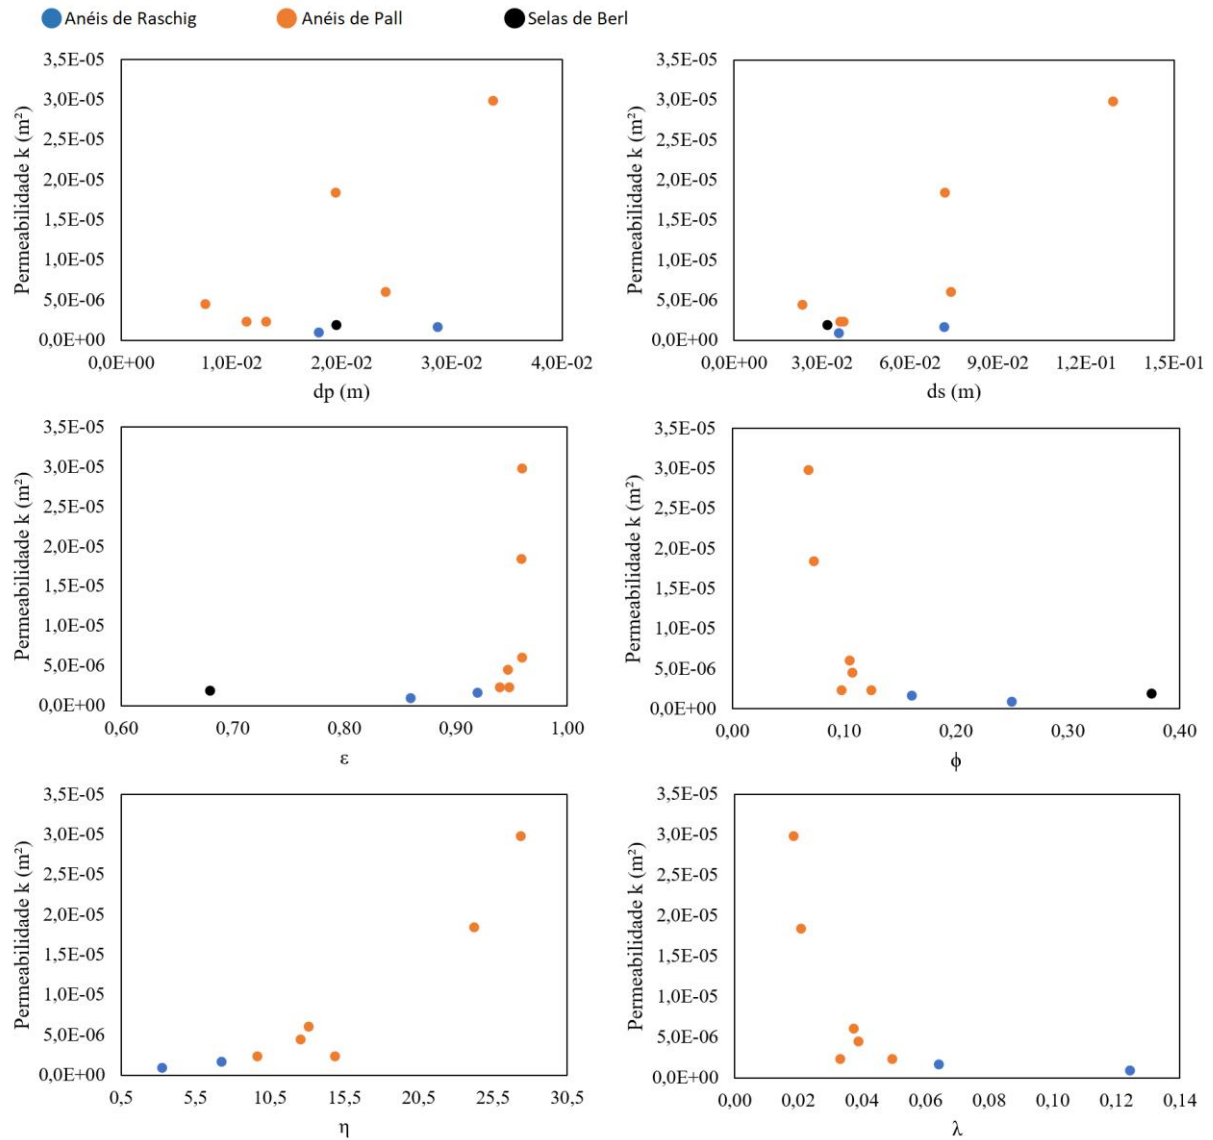 Anéis de Raschig Anéis de Pall Selas de Berl
3,5E-05
3,0E-05
2,5E-05
2,0E-05
1,5E-05
1,0E-05
5,0E-06
0,0E+00
Permeabilidade k (m²)
0,0E+00 1,0E-02 2,0E-02 3,0E-02 4,0E-02
dp (m)
3,5E-05
3,0E-05
2,5E-05
2,0E-05
1,5E-05
1,0E-05
5,0E-06
0,0E+00
Permeabilidade k (m²)
0,0E+00 3,0E-02 6,0E-02 9,0E-02 1,2E-01 1,5E-01
ds (m)
3,5E-05
3,0E-05
2,5E-05
2,0E-05
1,5E-05
1,0E-05
5,0E-06
0,0E+00
Permeabilidade k (m²)
0,60 0,70 0,80 0,90 1,00
ε
3,5E-05
3,0E-05
2,5E-05
2,0E-05
1,5E-05
1,0E-05
5,0E-06
0,0E+00
Permeabilidade k (m²)
0,00 0,10 0,20 0,30 0,40
ϕ
3,5E-05
3,0E-05
2,5E-05
2,0E-05
1,5E-05
1,0E-05
5,0E-06
0,0E+00
Permeabilidade k (m²)
0,5 5,5 10,5 15,5 20,5 25,5 30,5
η
3,5E-05
3,0E-05
2,5E-05
2,0E-05
1,5E-05
1,0E-05
5,0E-06
0,0E+00
Permeabilidade k (m²)
0,00 0,02 0,04 0,06 0,08 0,10 0,12 0,14
λ